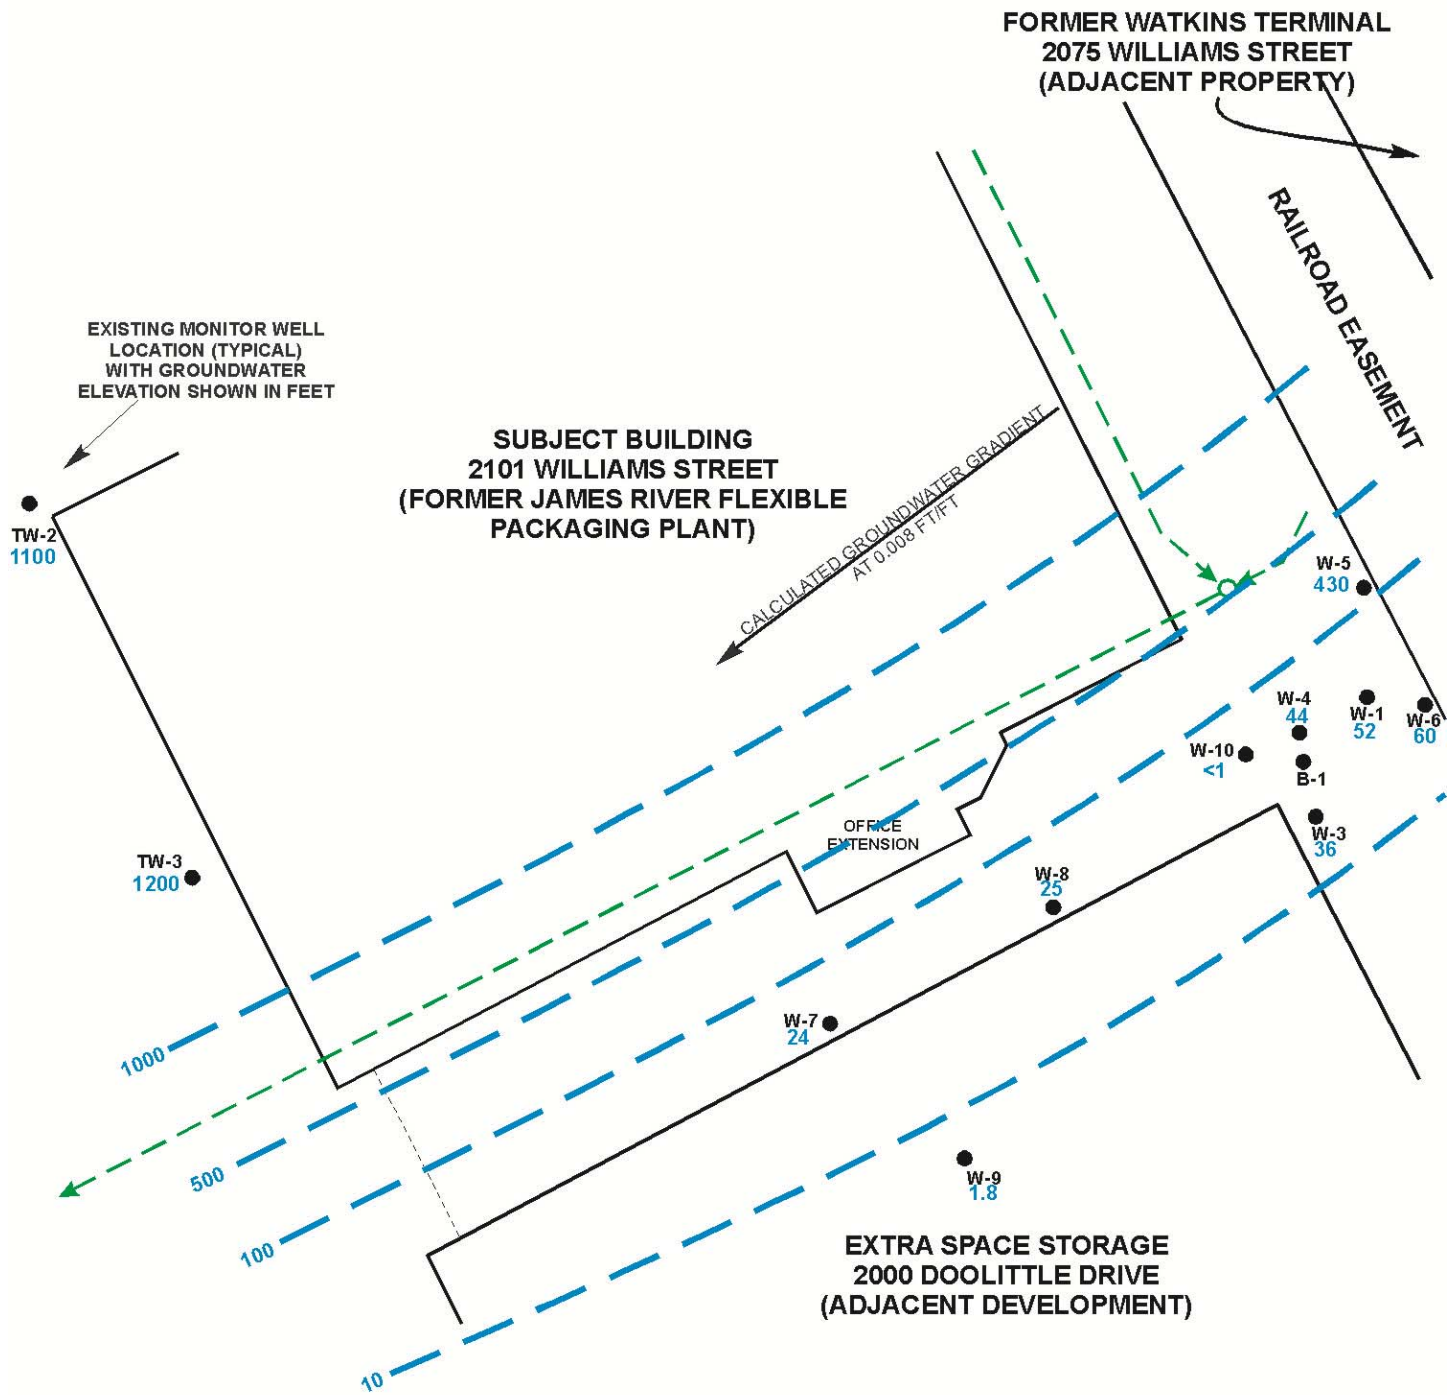 FORMER WATKINS TERMINAL
2075 WILLIAMS STREET
(ADJACENT PROPERTY)
RAILROAD EASEMENT
EXISTING MONITOR WELL
LOCATION (TYPICAL)
WITH GROUNDWATER
ELEVATION SHOWN IN FEET
SUBJECT BUILDING
2101 WILLIAMS STREET
(FORMER JAMES RIVER FLEXIBLE
PACKAGING PLANT)
CALCULATED GROUNDWATER GRADIENT
AT 0.008 FT/FT
TW-2
1100
W-5
430
W-4
44
W-1
52
W-6
60
W-10
<1
B-1
W-3
36
OFFICE
EXTENSION
TW-3
1200
W-8
25
W-7
24
1000
500
100
10
W-9
1.8
EXTRA SPACE STORAGE
2000 DOOLITTLE DRIVE
(ADJACENT DEVELOPMENT)